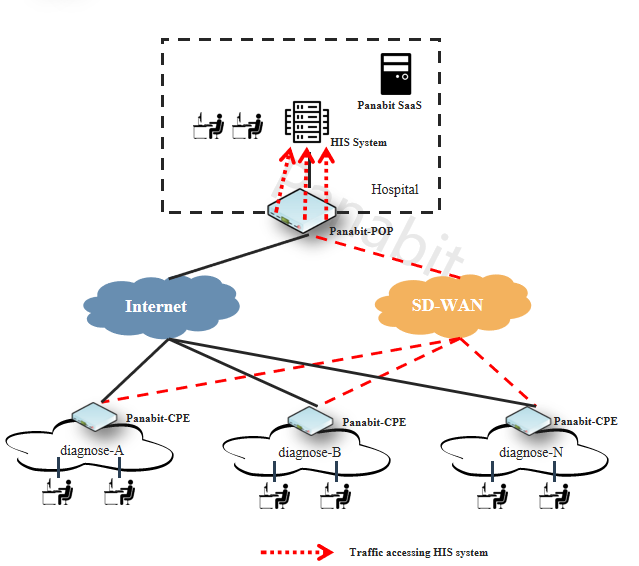 Panabit SaaS
HIS System
Hospital
Panabit
Panabit-POP
Internet
SD-WAN
Panabit-CPE
Panabit-CPE
Panabit-CPE
diagnose-A
diagnose-B
diagnose-N
Traffic accessing HIS system